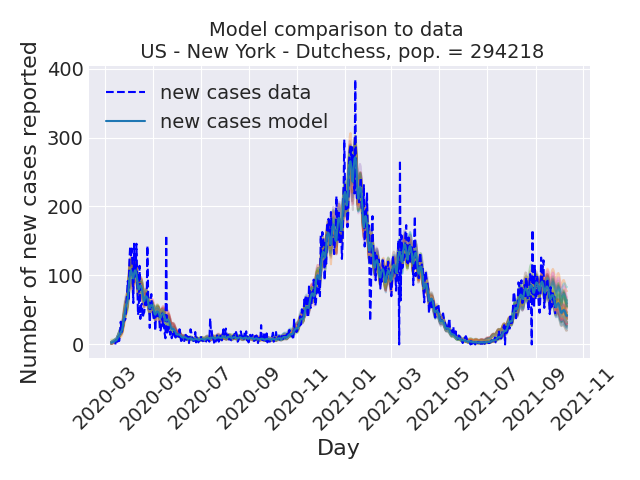 Model comparison to data
US - New York - Dutchess, pop. = 294218
Number of new cases reported
400
300
200
100
0
new cases data
new cases model
2020-03
2020-05
2020-07
2020-09
2020-11
2021-01
2021-03
2021-05
2021-07
2021-09
2021-11
Day